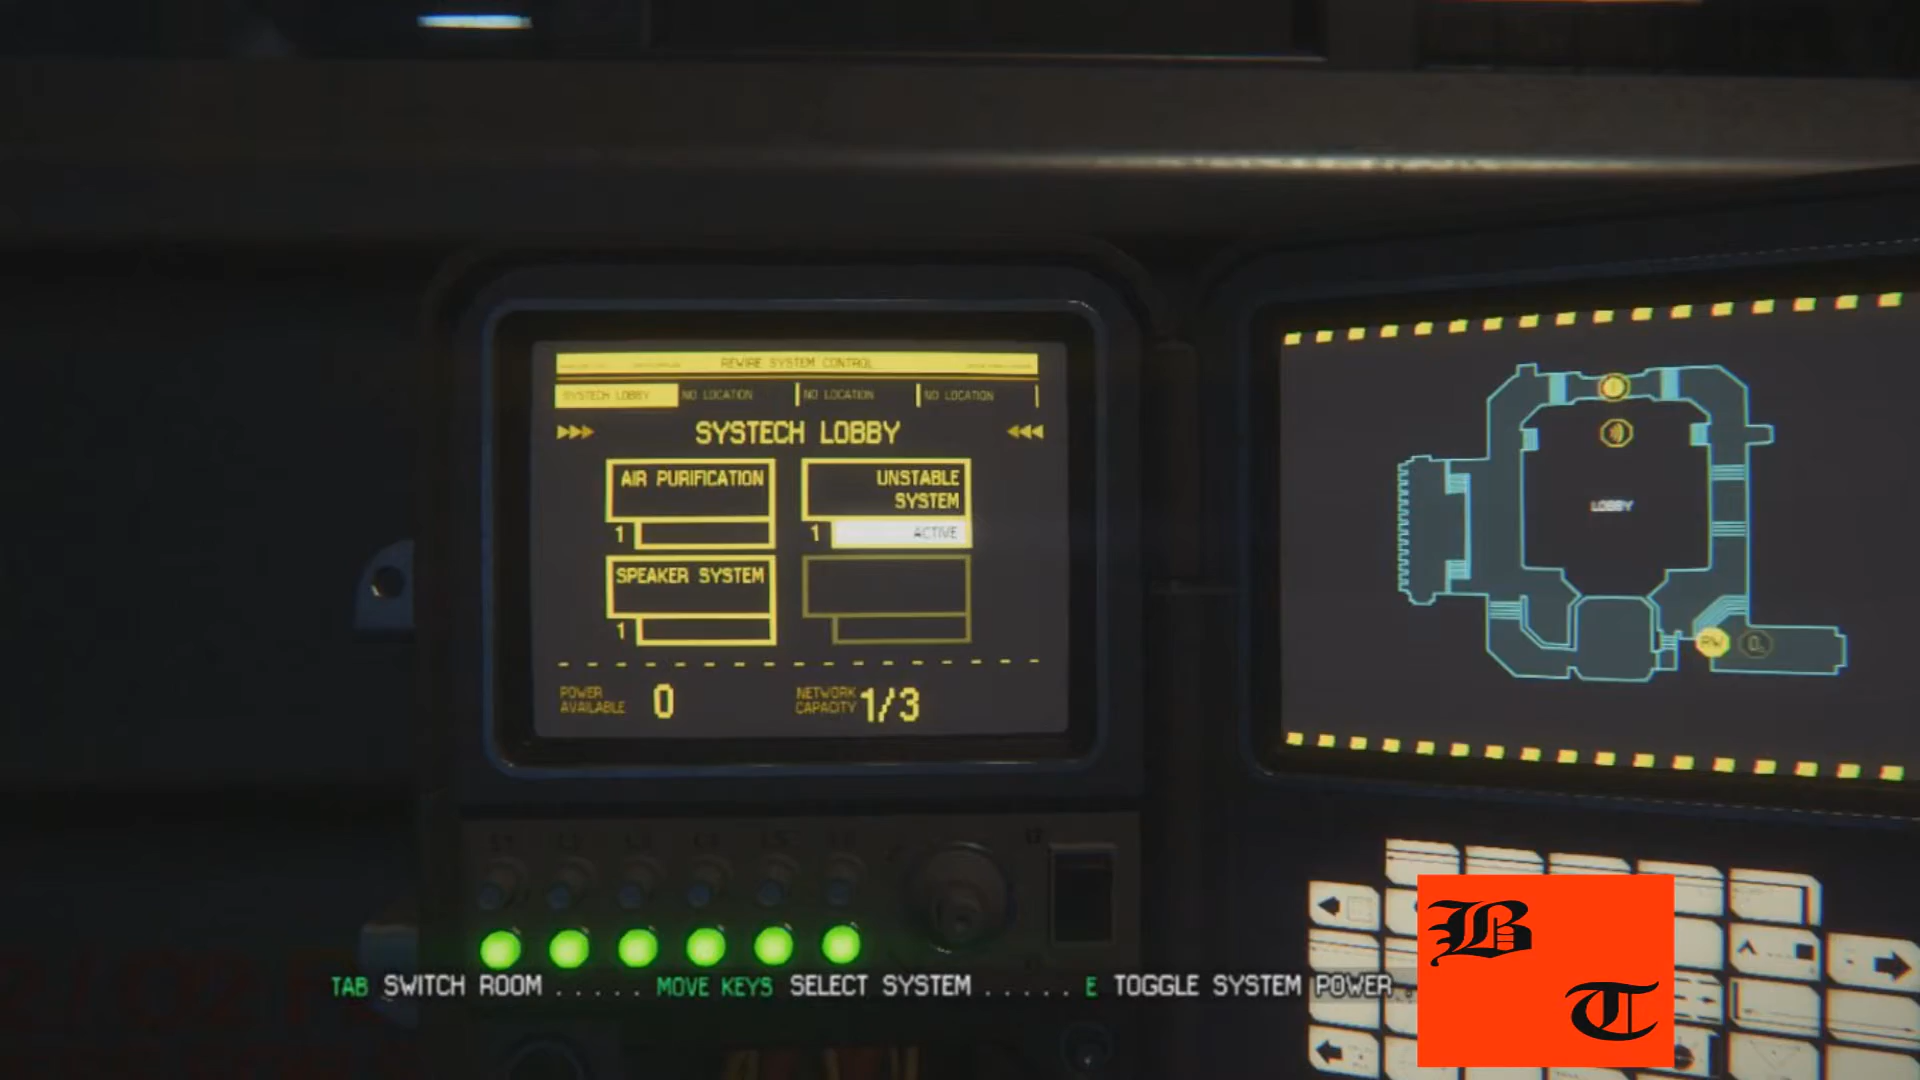 REWIRE SYSTEM CONTROL
SYSTECH LOBBY
NO LOCATION
NO LOCATION
NO LOCATION
SYSTECH LOBBY
AIR PURIFICATION
1
UNSTABLE
SYSTEM
1
ACTIVE
SPEAKER SYSTEM
1
POWER
AVAILABLE
0
NETWORK
CAPACITY
1/3
LOBBY
RW
TAB SWITCH ROOM ..... MOVE KEYS SELECT SYSTEM ..... E TOGGLE SYSTEM POWER
B
T